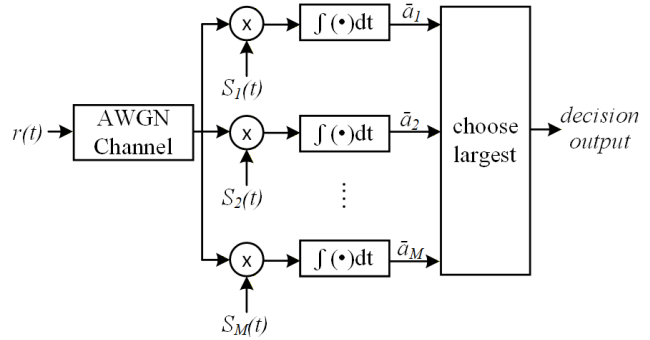 x
∫(•)dt
ā1
S1(t)
r(t)
AWGN
Channel
x
∫(•)dt
ā2
choose
largest
decision
output
S2(t)
⋮
x
∫(•)dt
āM
SM(t)